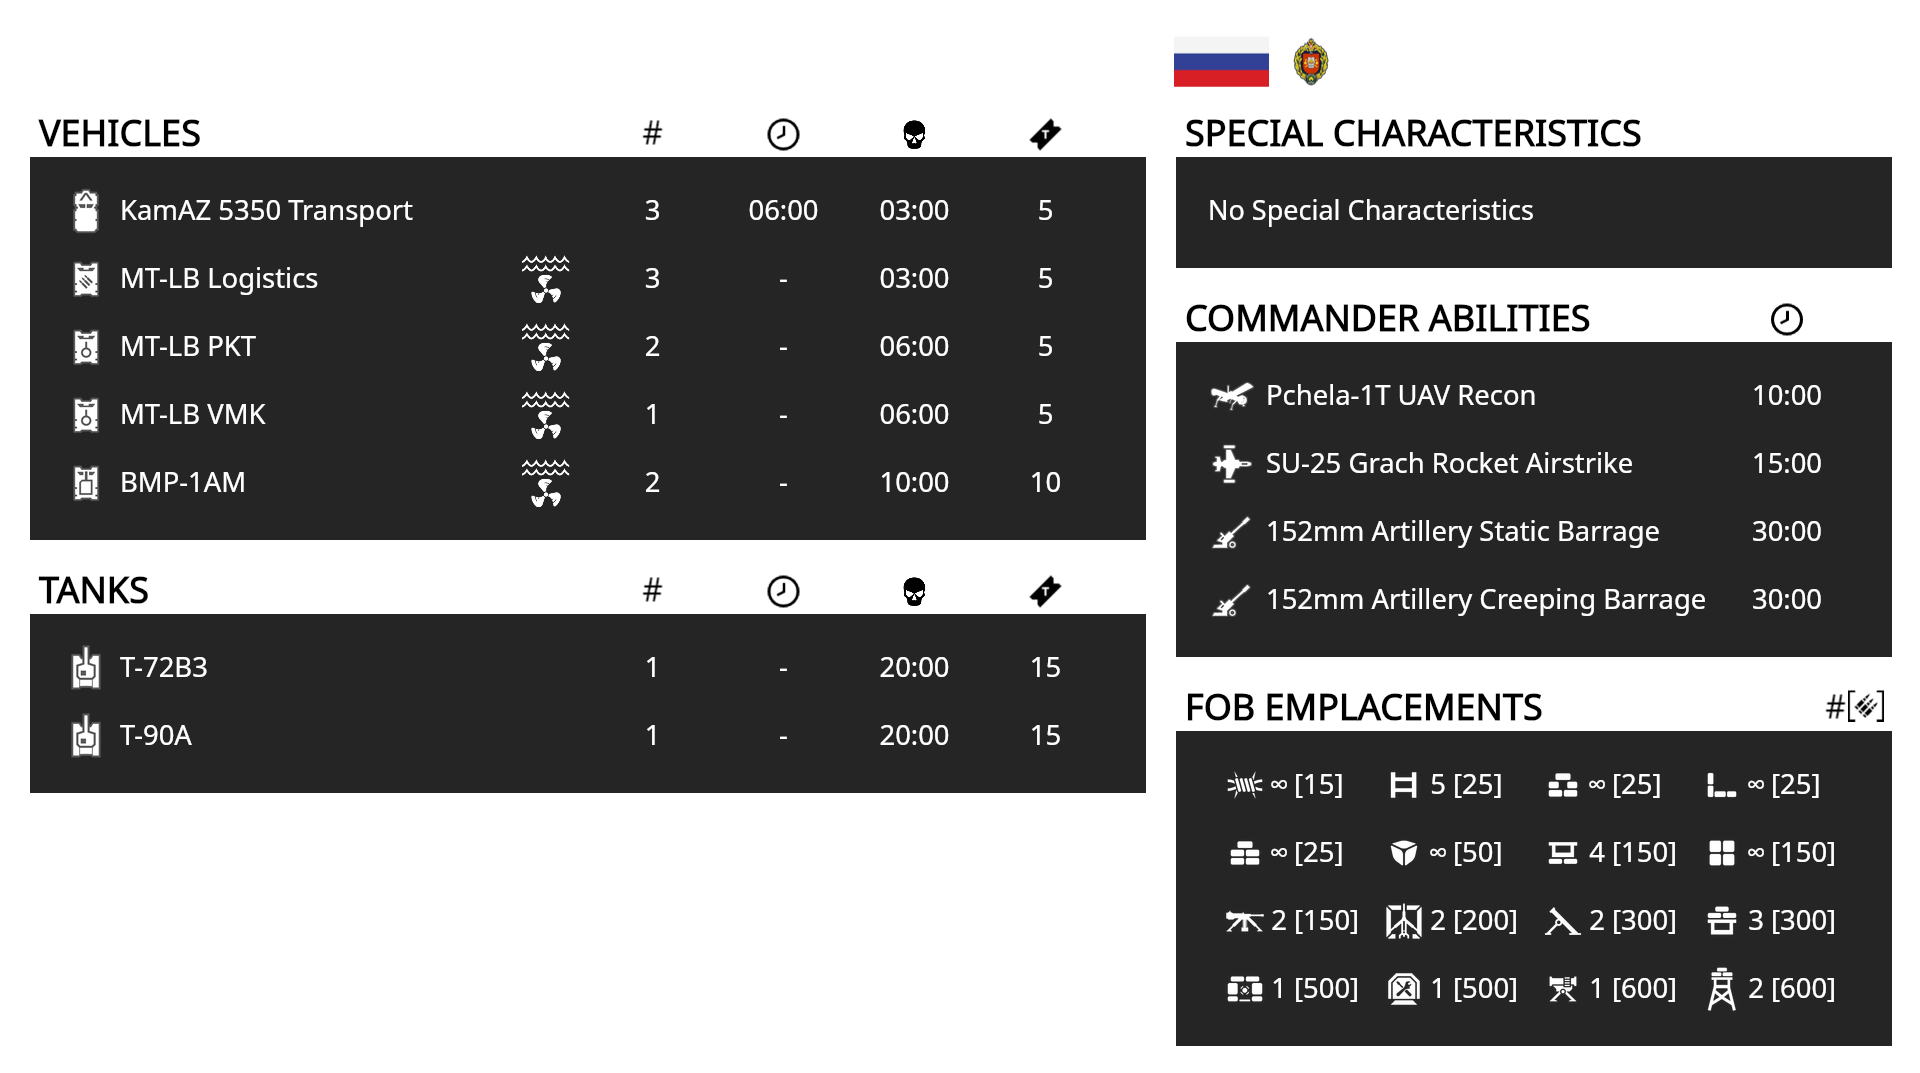 VEHICLES #
KamAZ 5350 Transport 3 06:00 03:00 5
MT-LB Logistics 3 - 03:00 5
MT-LB PKT 2 - 06:00 5
MT-LB VMK 1 - 06:00 5
BMP-1AM 2 - 10:00 10
TANKS #
T-72B3 1 - 20:00 15
T-90A 1 - 20:00 15
SPECIAL CHARACTERISTICS
No Special Characteristics
COMMANDER ABILITIES
Pchela-1T UAV Recon 10:00
SU-25 Grach Rocket Airstrike 15:00
152mm Artillery Static Barrage 30:00
152mm Artillery Creeping Barrage 30:00
FOB EMPLACEMENTS #[]
∞ [15] 5 [25] ∞ [25] ∞ [25]
∞ [25] ∞ [50] 4 [150] ∞ [150]
2 [150] 2 [200] 2 [300] 3 [300]
1 [500] 1 [500] 1 [600] 2 [600]